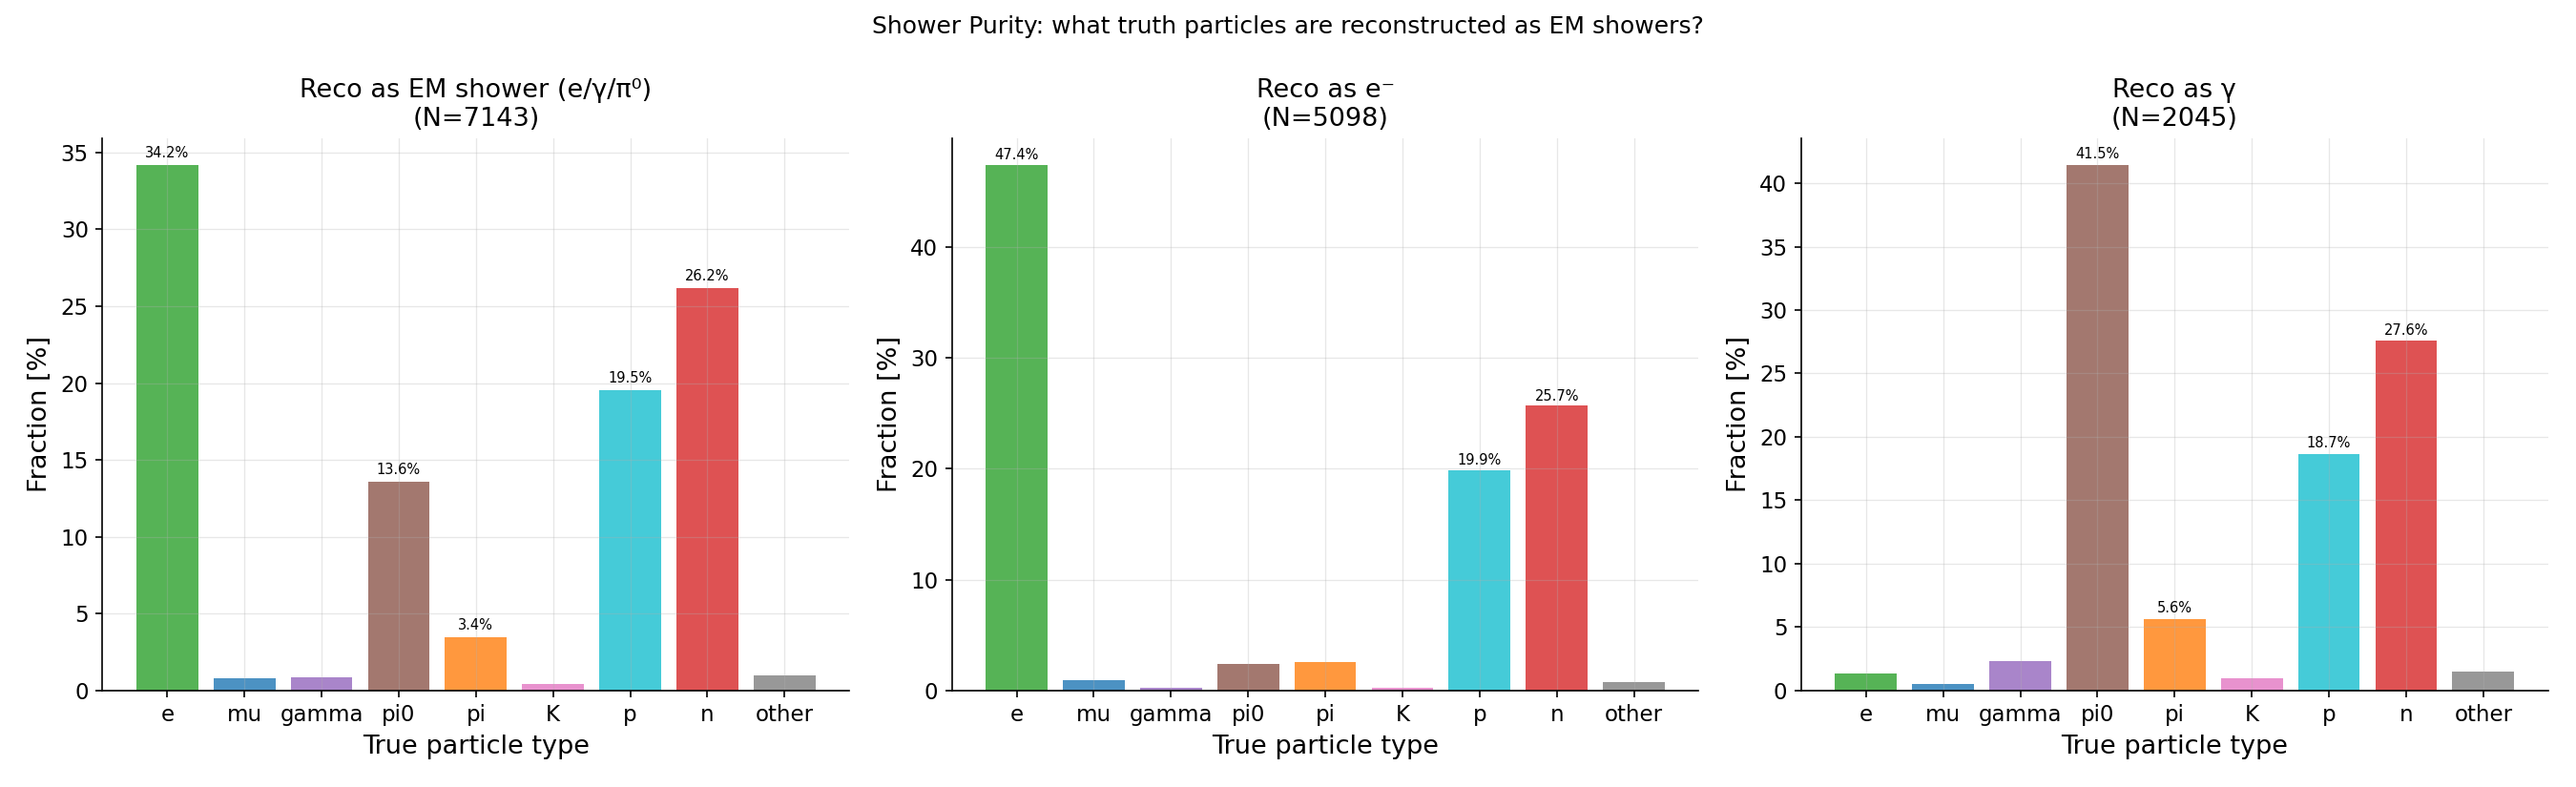 Shower Purity: what truth particles are reconstructed as EM showers?
Reco as EM shower (e/γ/π⁰)
(N=7143)
Fraction [%]
35
30
25
20
15
10
5
0
34.2%
13.6%
3.4%
19.5%
26.2%
e mu gamma pi0 pi K p n other
True particle type
Reco as e⁻
(N=5098)
Fraction [%]
40
30
20
10
0
47.4%
19.9%
25.7%
e mu gamma pi0 pi K p n other
True particle type
Reco as γ
(N=2045)
Fraction [%]
40
35
30
25
20
15
10
5
0
41.5%
5.6%
18.7%
27.6%
e mu gamma pi0 pi K p n other
True particle type